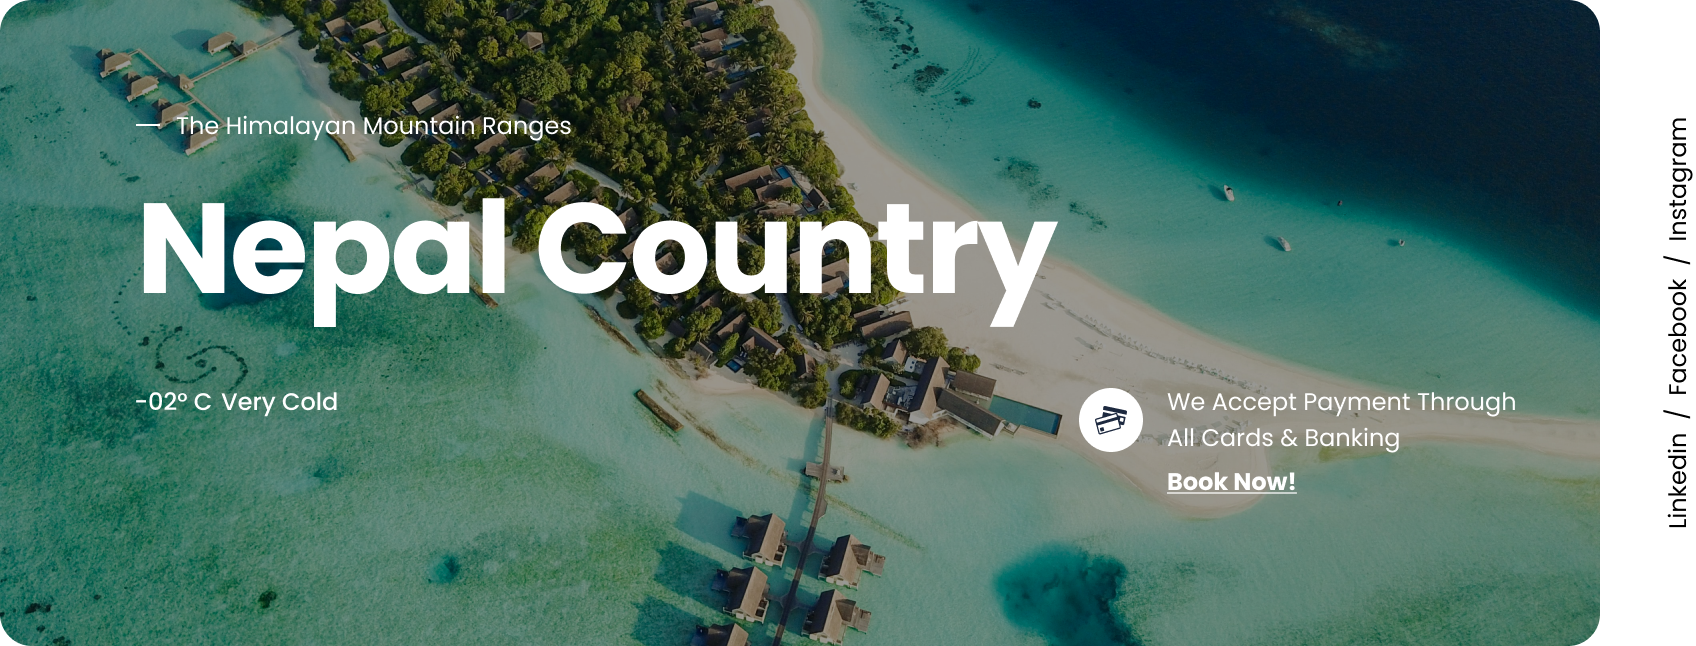 The Himalayan Mountain Ranges
Nepal Country
-02° C Very Cold
We Accept Payment Through
All Cards & Banking
Book Now!
Linkedin / Facebook / Instagram